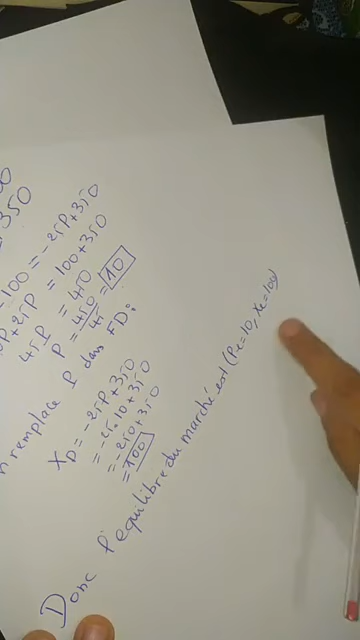 00
350
-100 = -25P+350
P+25P = 100+350
45P = 450
P = 450/45 = 10
n remplace P dans FD:
XD = -25P+350
= -25.10+350
= -250+350
= 100
Donc l'équilibre du marché est (Pe=10, Xe=100)